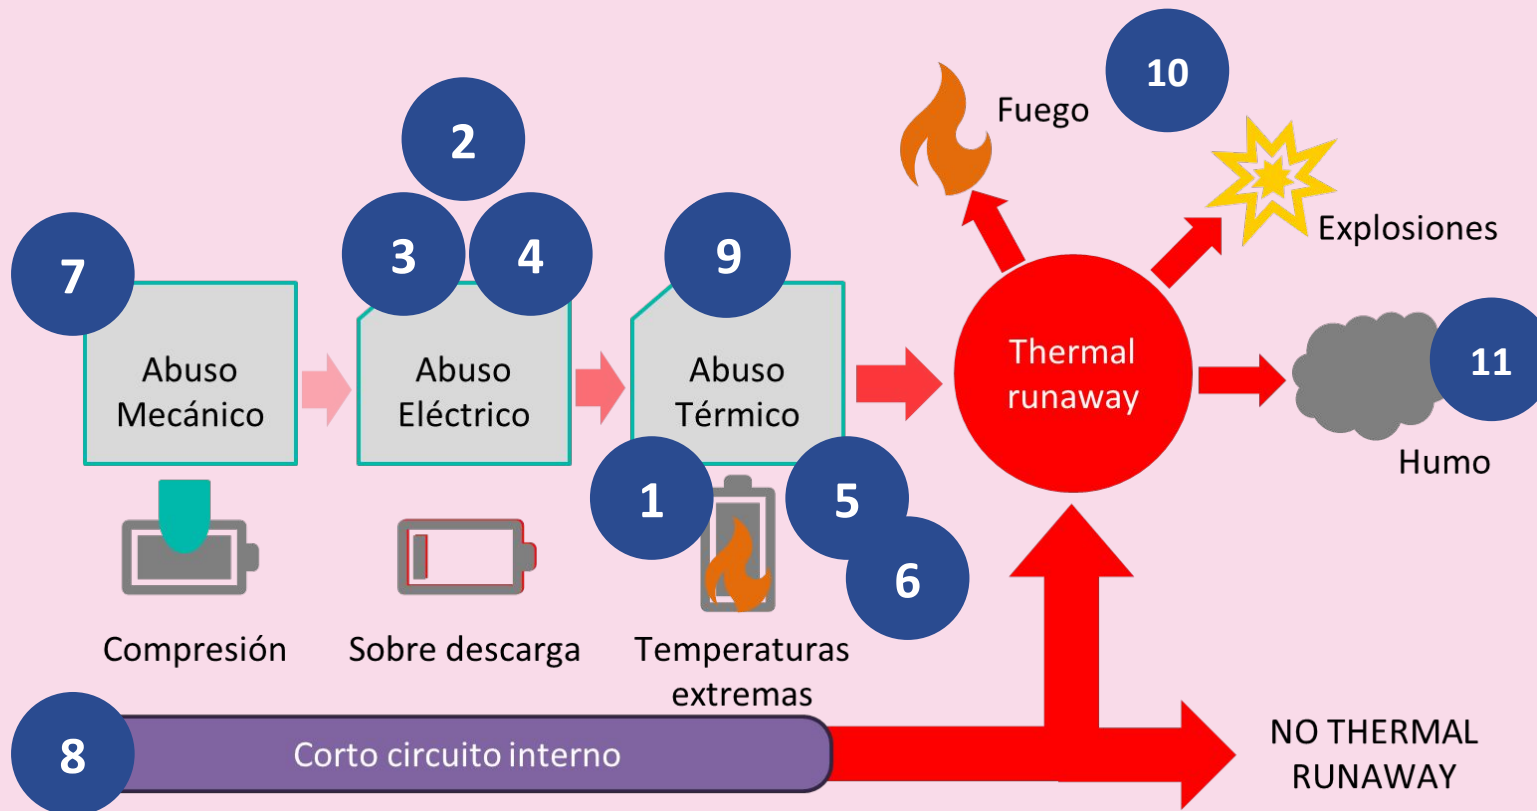 10
Fuego
2
3
4
7
9
Explosiones
Abuso
Mecánico
Abuso
Eléctrico
Abuso
Térmico
Thermal
runaway
11
Humo
1
5
6
Compresión
Sobre descarga
Temperaturas
extremas
8
Corto circuito interno
NO THERMAL
RUNAWAY